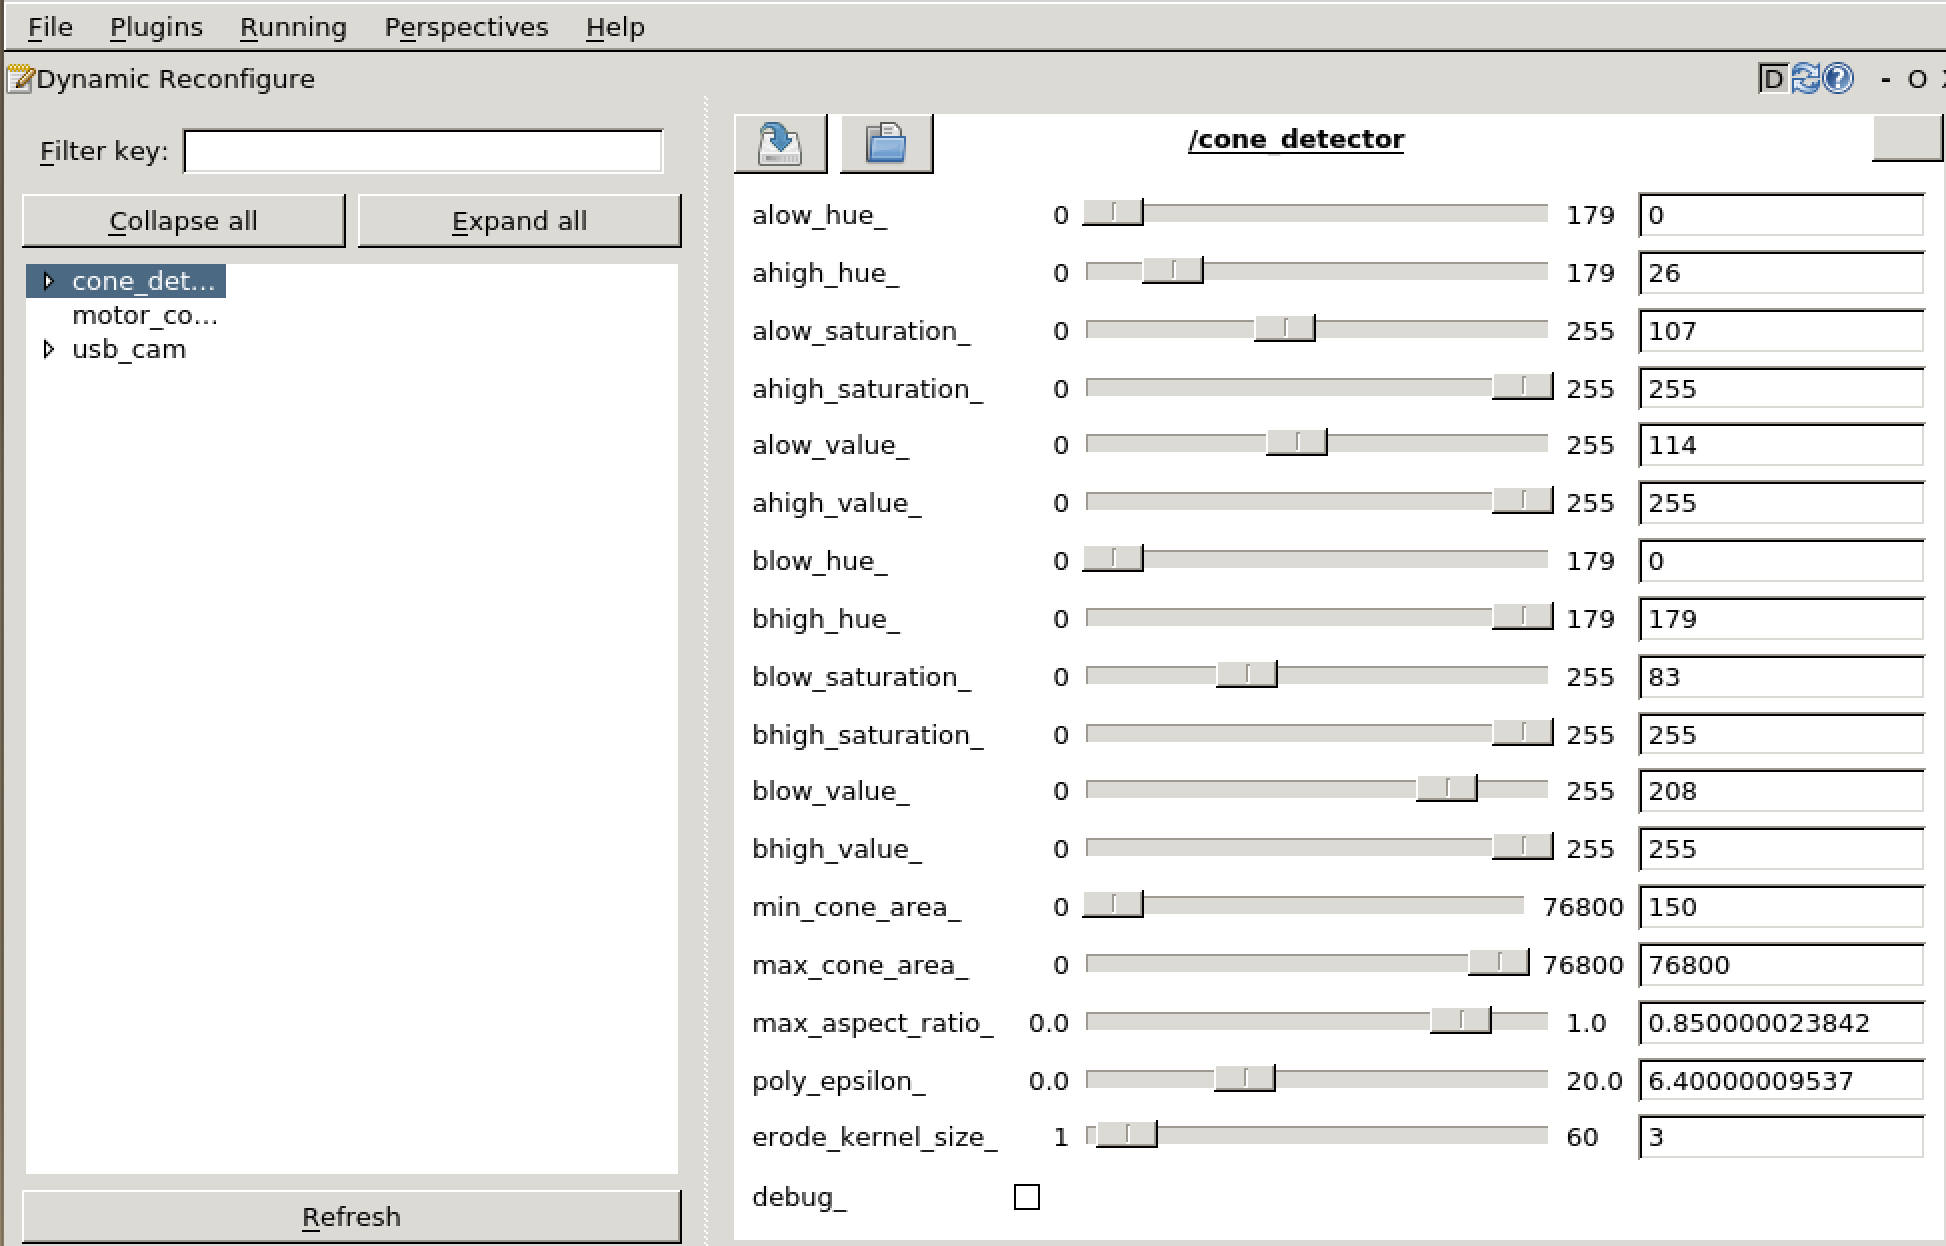 File Plugins Running Perspectives Help
Dynamic Reconfigure D - O
Filter key:
Collapse all Expand all
cone_det...
motor_co...
usb_cam
Refresh
/cone_detector
alow_hue_ 0 179 0
ahigh_hue_ 0 179 26
alow_saturation_ 0 255 107
ahigh_saturation_ 0 255 255
alow_value_ 0 255 114
ahigh_value_ 0 255 255
blow_hue_ 0 179 0
bhigh_hue_ 0 179 179
blow_saturation_ 0 255 83
bhigh_saturation_ 0 255 255
blow_value_ 0 255 208
bhigh_value_ 0 255 255
min_cone_area_ 0 76800 150
max_cone_area_ 0 76800 76800
max_aspect_ratio_ 0.0 1.0 0.850000023842
poly_epsilon_ 0.0 20.0 6.40000009537
erode_kernel_size_ 1 60 3
debug_